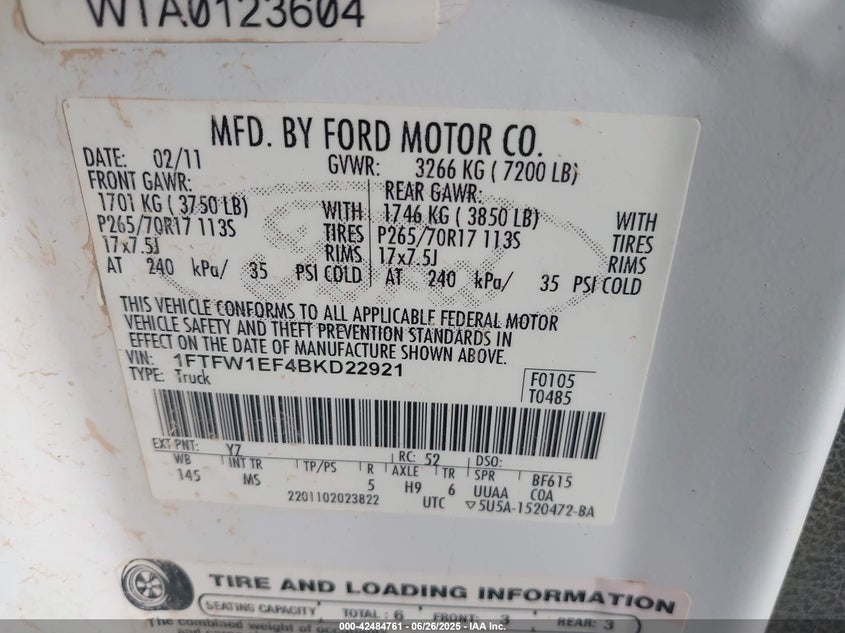 WTA0123604
MFD. BY FORD MOTOR CO.
DATE: 02/11 GVWR: 3266 KG ( 7200 LB)
FRONT GAWR: REAR GAWR:
1701 KG ( 3750 LB) WITH 1746 KG ( 3850 LB) WITH
P265/70R17 113S TIRES P265/70R17 113S TIRES
17x7.5J RIMS 17x7.5J RIMS
AT 240 kPa/ 35 PSI COLD AT 240 kPa/ 35 PSI COLD
THIS VEHICLE CONFORMS TO ALL APPLICABLE FEDERAL MOTOR
VEHICLE SAFETY AND THEFT PREVENTION STANDARDS IN
EFFECT ON THE DATE OF MANUFACTURE SHOWN ABOVE.
VIN: 1FTFW1EF4BKD22921
TYPE: Truck
F0105
T0485
EXT PNT: YZ RC: 52 DSO:
WB INT TR TP/PS R AXLE TR SPR BF615
145 MS 5 H9 6 UUAA COA
2201102023822 UTC ▽5U5A-1520472-BA
TIRE AND LOADING INFORMATION
SEATING CAPACITY TOTAL : 6 FRONT: 3 REAR: 3
The combined weight of
000-42484761 - 06/26/2025 - IAA Inc.